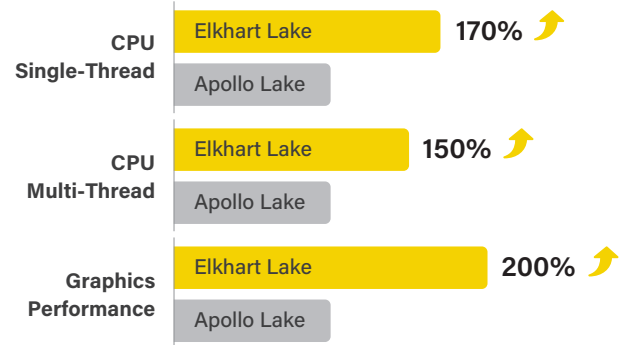 CPU
Single-Thread
Elkhart Lake
170%
Apollo Lake
CPU
Multi-Thread
Elkhart Lake
150%
Apollo Lake
Graphics
Performance
Elkhart Lake
200%
Apollo Lake